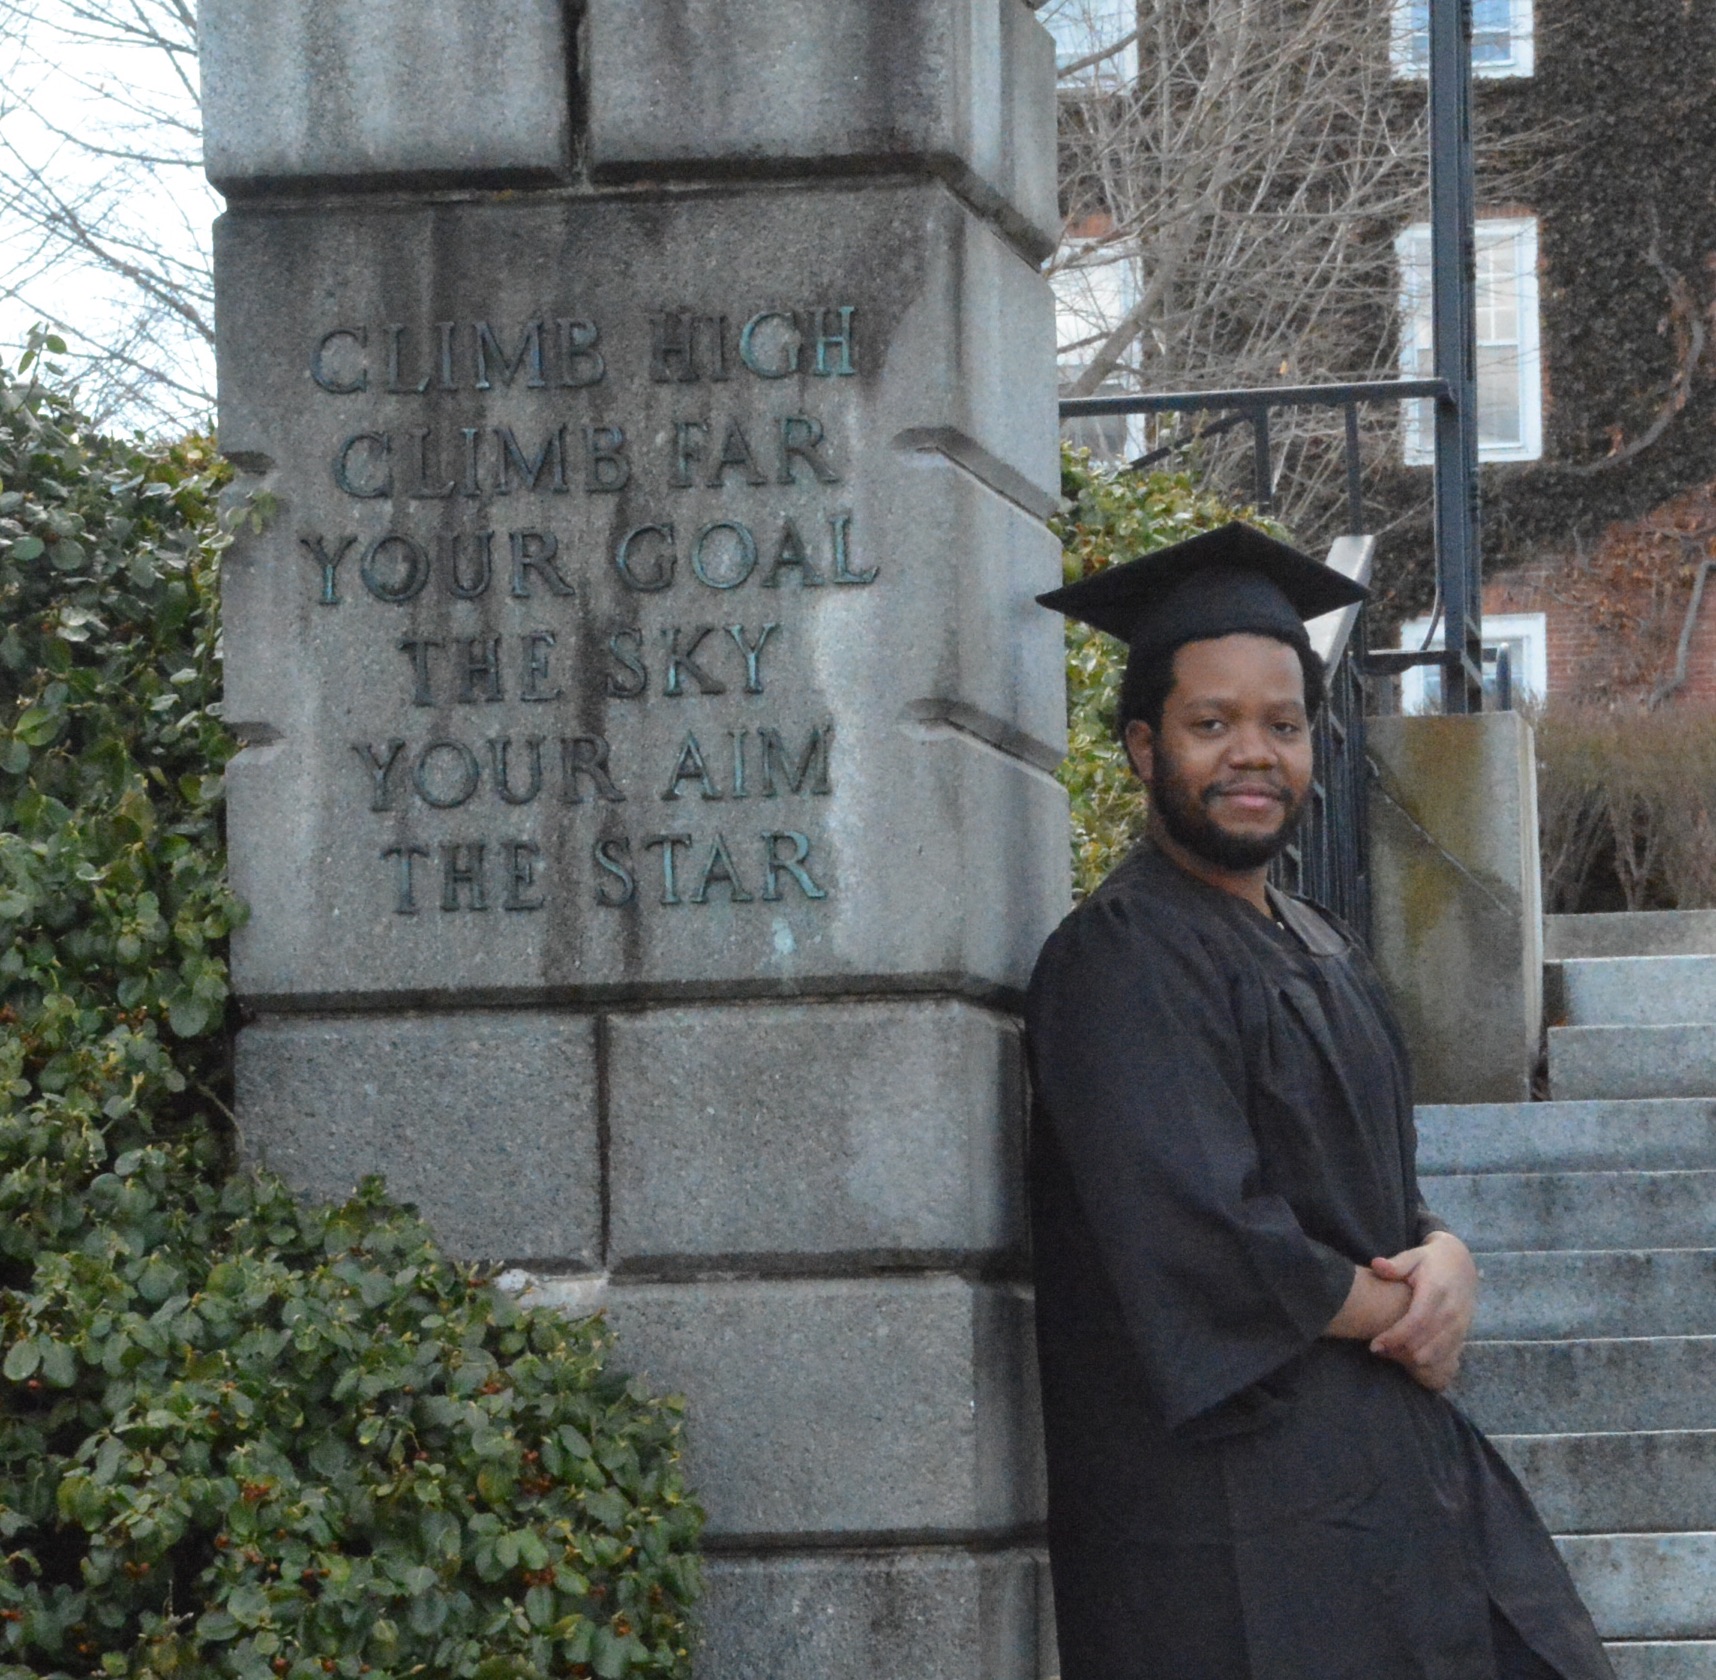 CLIMB HIGH
CLIMB FAR
YOUR GOAL
THE SKY
YOUR AIM
THE STAR